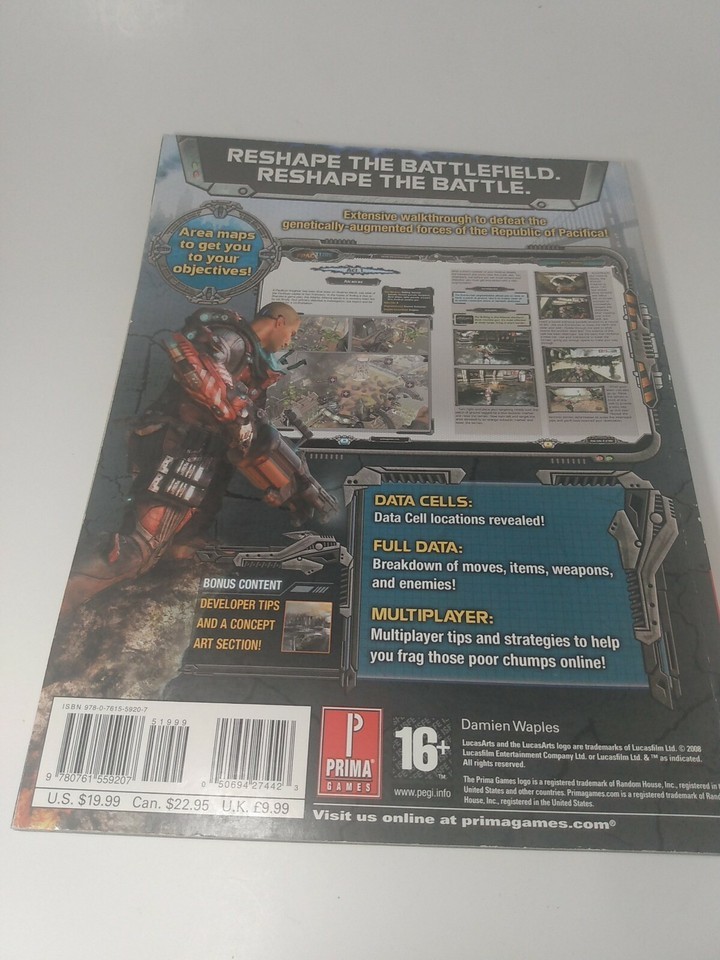 RESHAPE THE BATTLEFIELD.
RESHAPE THE BATTLE.
Extensive walkthrough to defeat the
genetically-augmented forces of the Republic of Pacifica!
Area maps
to get you
to your
objectives!
DATA CELLS:
Data Cell locations revealed!
FULL DATA:
Breakdown of moves, items, weapons,
and enemies!
MULTIPLAYER:
Multiplayer tips and strategies to help
you frag those poor chumps online!
BONUS CONTENT
DEVELOPER TIPS
AND A CONCEPT
ART SECTION!
ISBN 978-0-7615-5920-7
51999
9 780761 559207
0 50694 27442 3
U.S. $19.99 Can. $22.95 U.K. £9.99
P
PRIMA
GAMES
16+
TM
www.pegi.info
Damien Waples
LucasArts and the LucasArts logo are trademarks of Lucasfilm Ltd. © 2008
Lucasfilm Entertainment Company Ltd. or Lucasfilm Ltd. & ™ as indicated.
All rights reserved.
The Prima Games logo is a registered trademark of Random House, Inc., registered in
United States and other countries. Primagames.com is a registered trademark of
House, Inc., registered in the United States.
Visit us online at primagames.com®